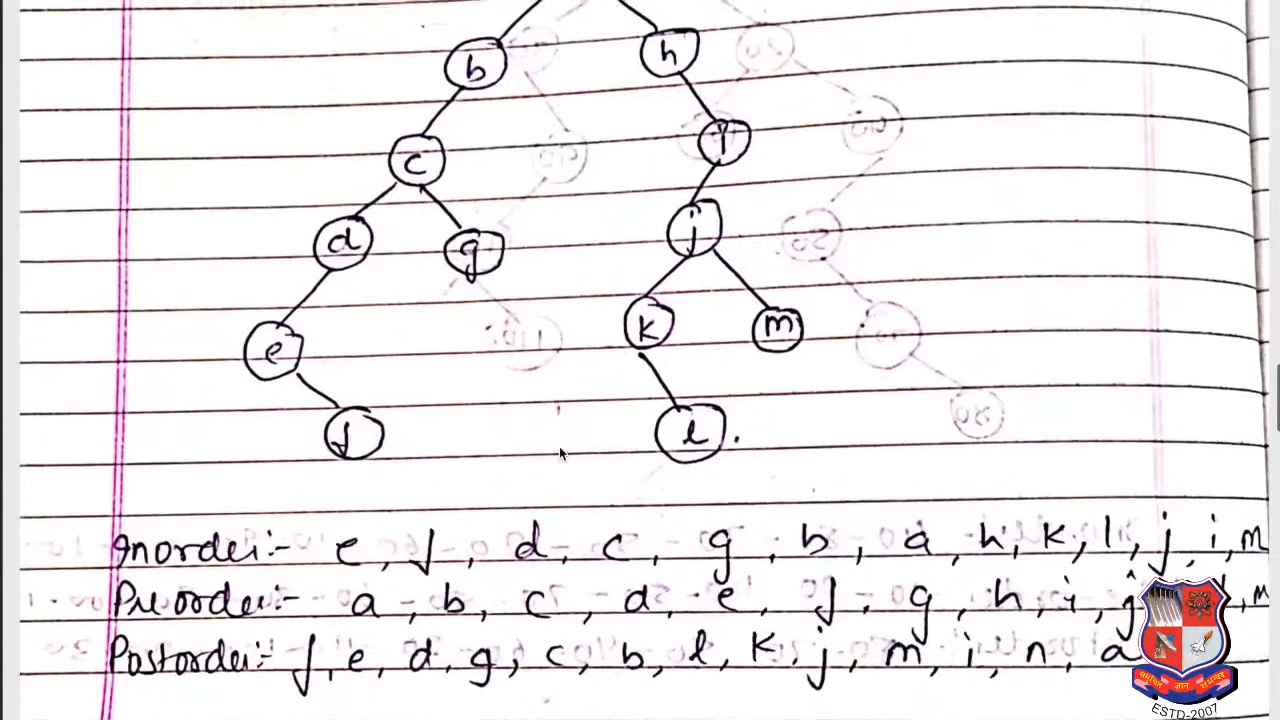 b h
c i
d g j
e k m
f l .
Inorder:- e, f, d, c, g, b, a, h, k, l, j, i, m
Preorder:- a, b, c, d, e, f, g, h, i, j, m
Postorder:- f, e, d, g, c, b, l, k, j, m, i, n, a
ESTD-2007